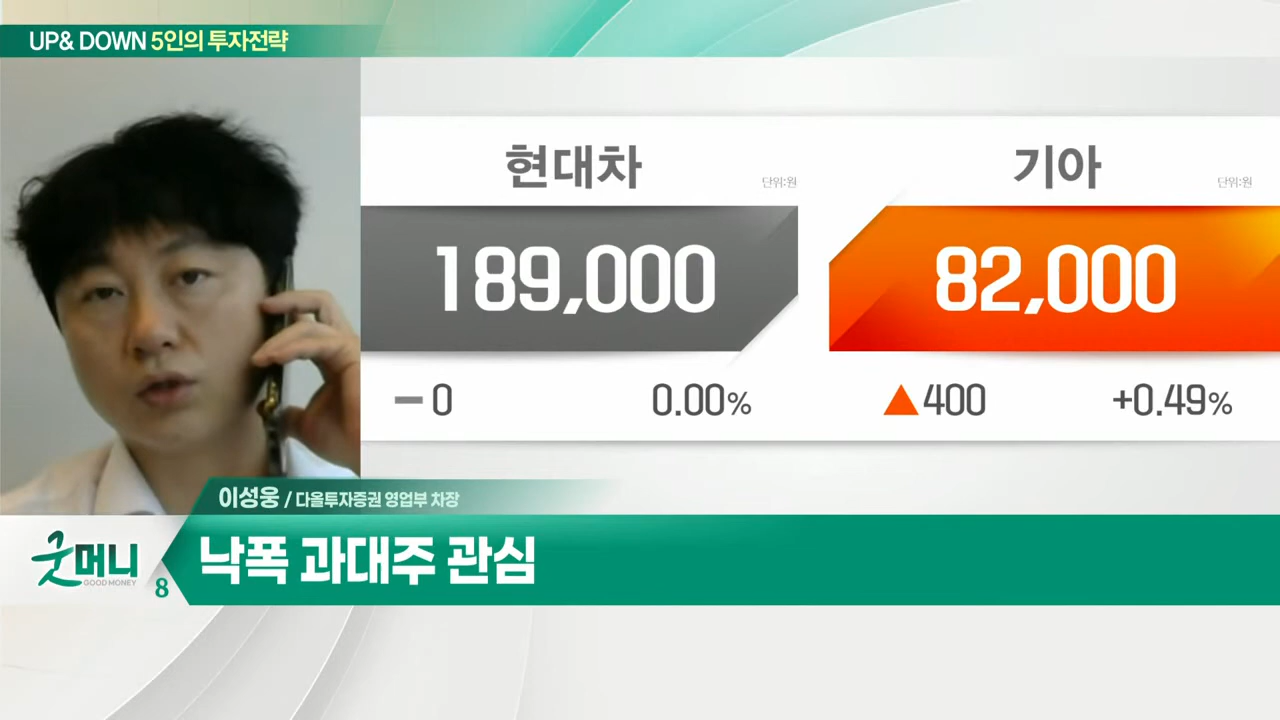 UP& DOWN 5인의 투자전략
현대차
단위:원
189,000
0 0.00%
기아
단위:원
82,000
▲400 +0.49%
이성웅 / 다올투자증권 영업부 차장
굿머니
GOOD MONEY
8
낙폭 과대주 관심